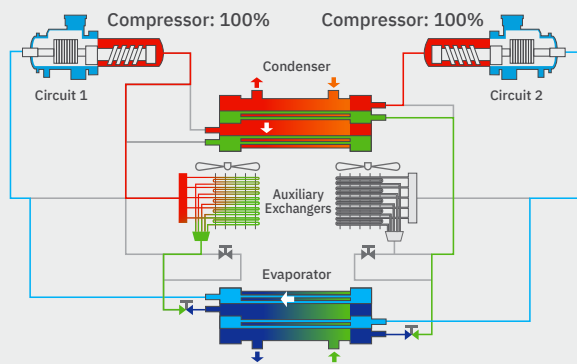 Compressor: 100%
Compressor: 100%
Condenser
Circuit 1
Circuit 2
Auxiliary
Exchangers
Evaporator